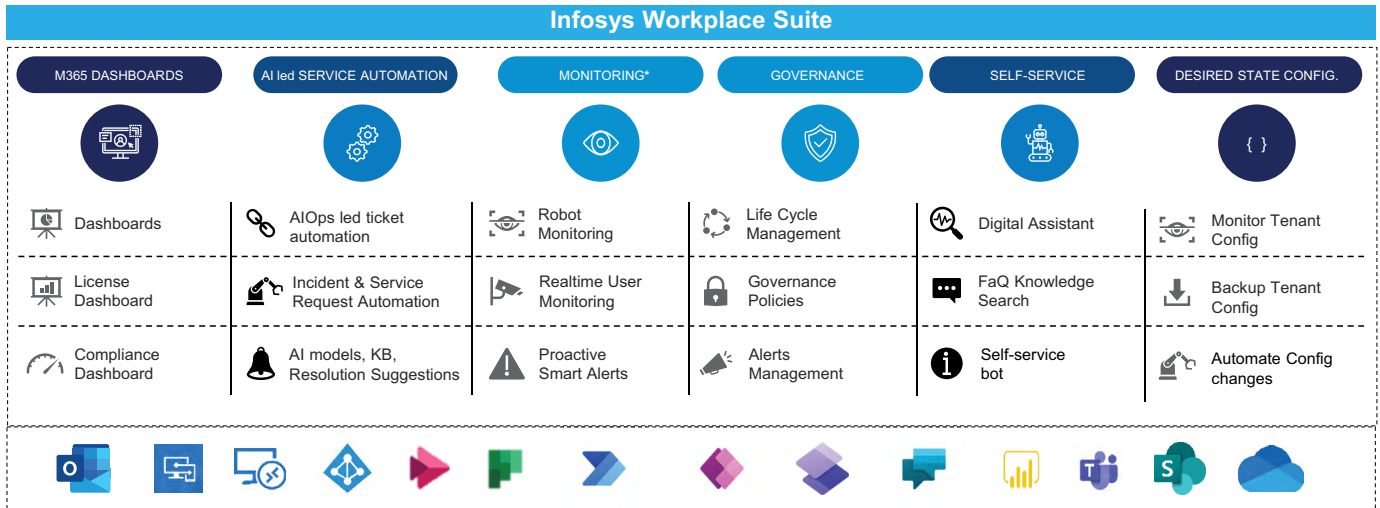 Infosys Workplace Suite
M365 DASHBOARDS
AI led SERVICE AUTOMATION
MONITORING*
GOVERNANCE
SELF-SERVICE
DESIRED STATE CONFIG.
{ }
Dashboards
AIOps led ticket
automation
Robot
Monitoring
Life Cycle
Management
Digital Assistant
Monitor Tenant
Config
License
Dashboard
Incident & Service
Request Automation
Realtime User
Monitoring
Governance
Policies
FaQ Knowledge
Search
Backup Tenant
Config
Compliance
Dashboard
AI models, KB,
Resolution Suggestions
Proactive
Smart Alerts
Alerts
Management
Self-service
bot
Automate Config
changes
O
T
S